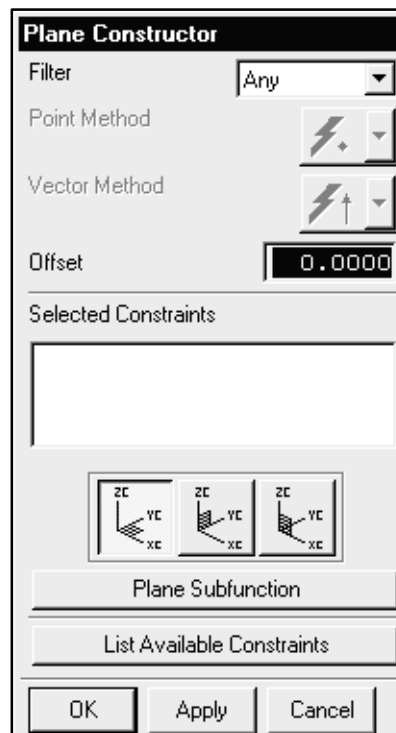 Plane Constructor
Filter Any
Point Method
Vector Method
Offset 0.0000
Selected Constraints
ZC ZC ZC
YC YC YC
XC XC XC
Plane Subfunction
List Available Constraints
OK Apply Cancel